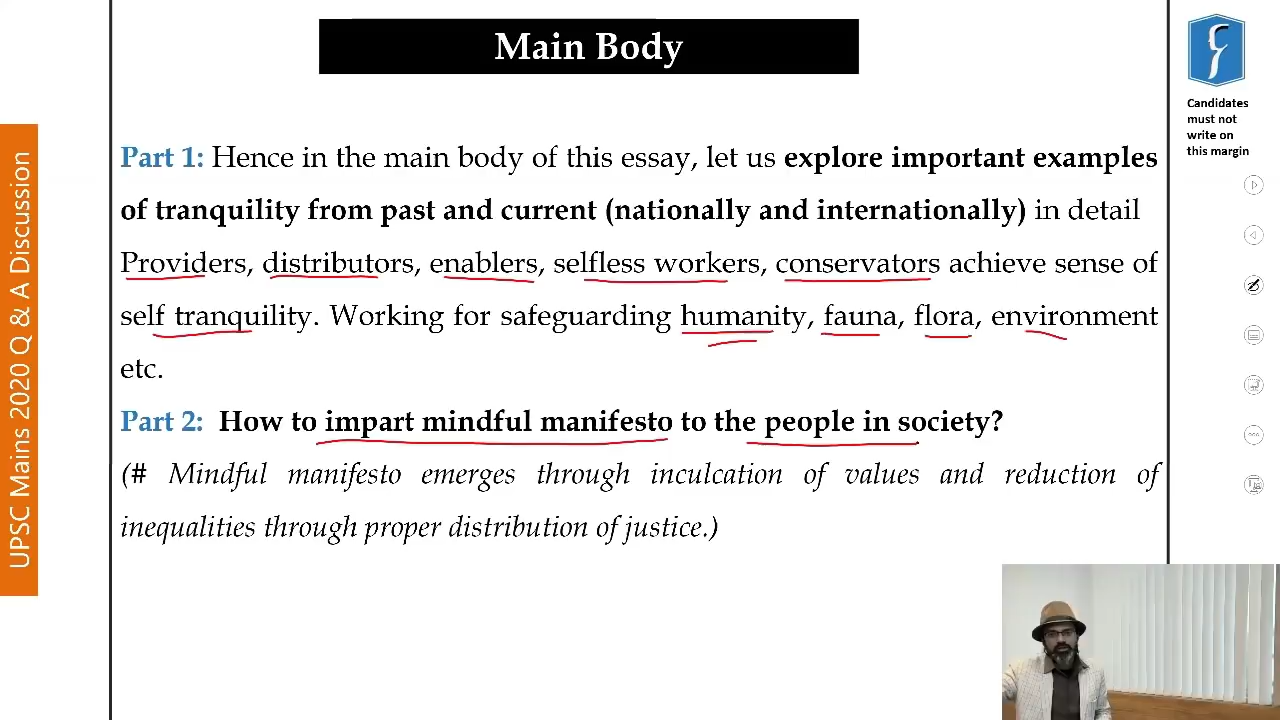 Main Body
Candidates
must not
write on
this margin
UPSC Mains 2020 Q & A Discussion
Part 1: Hence in the main body of this essay, let us explore important examples
of tranquility from past and current (nationally and internationally) in detail
Providers, distributors, enablers, selfless workers, conservators achieve sense of
self tranquility. Working for safeguarding humanity, fauna, flora, environment
etc.
Part 2: How to impart mindful manifesto to the people in society?
(# Mindful manifesto emerges through inculcation of values and reduction of
inequalities through proper distribution of justice.)